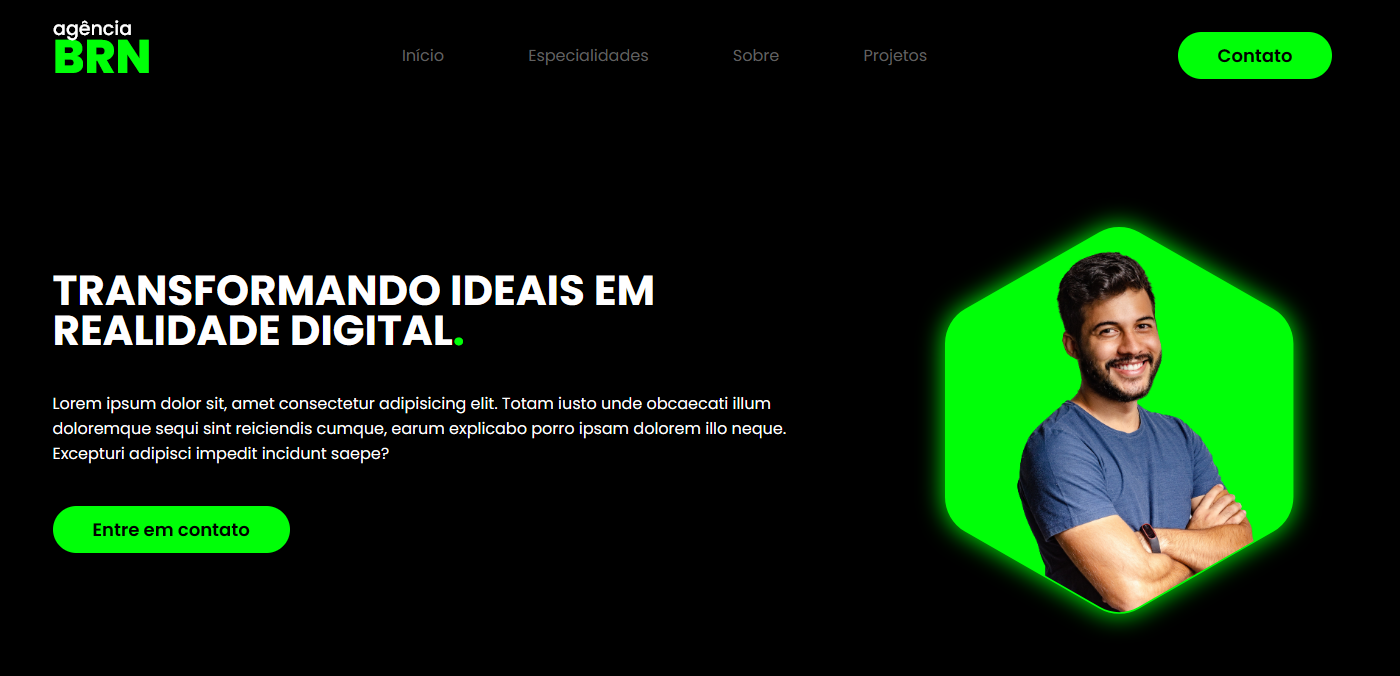 agência
BRN
Início Especialidades Sobre Projetos Contato
TRANSFORMANDO IDEAIS EM
REALIDADE DIGITAL.
Lorem ipsum dolor sit, amet consectetur adipisicing elit. Totam iusto unde obcaecati illum
doloremque sequi sint reiciendis cumque, earum explicabo porro ipsam dolorem illo neque.
Excepturi adipisci impedit incidunt saepe?
Entre em contato